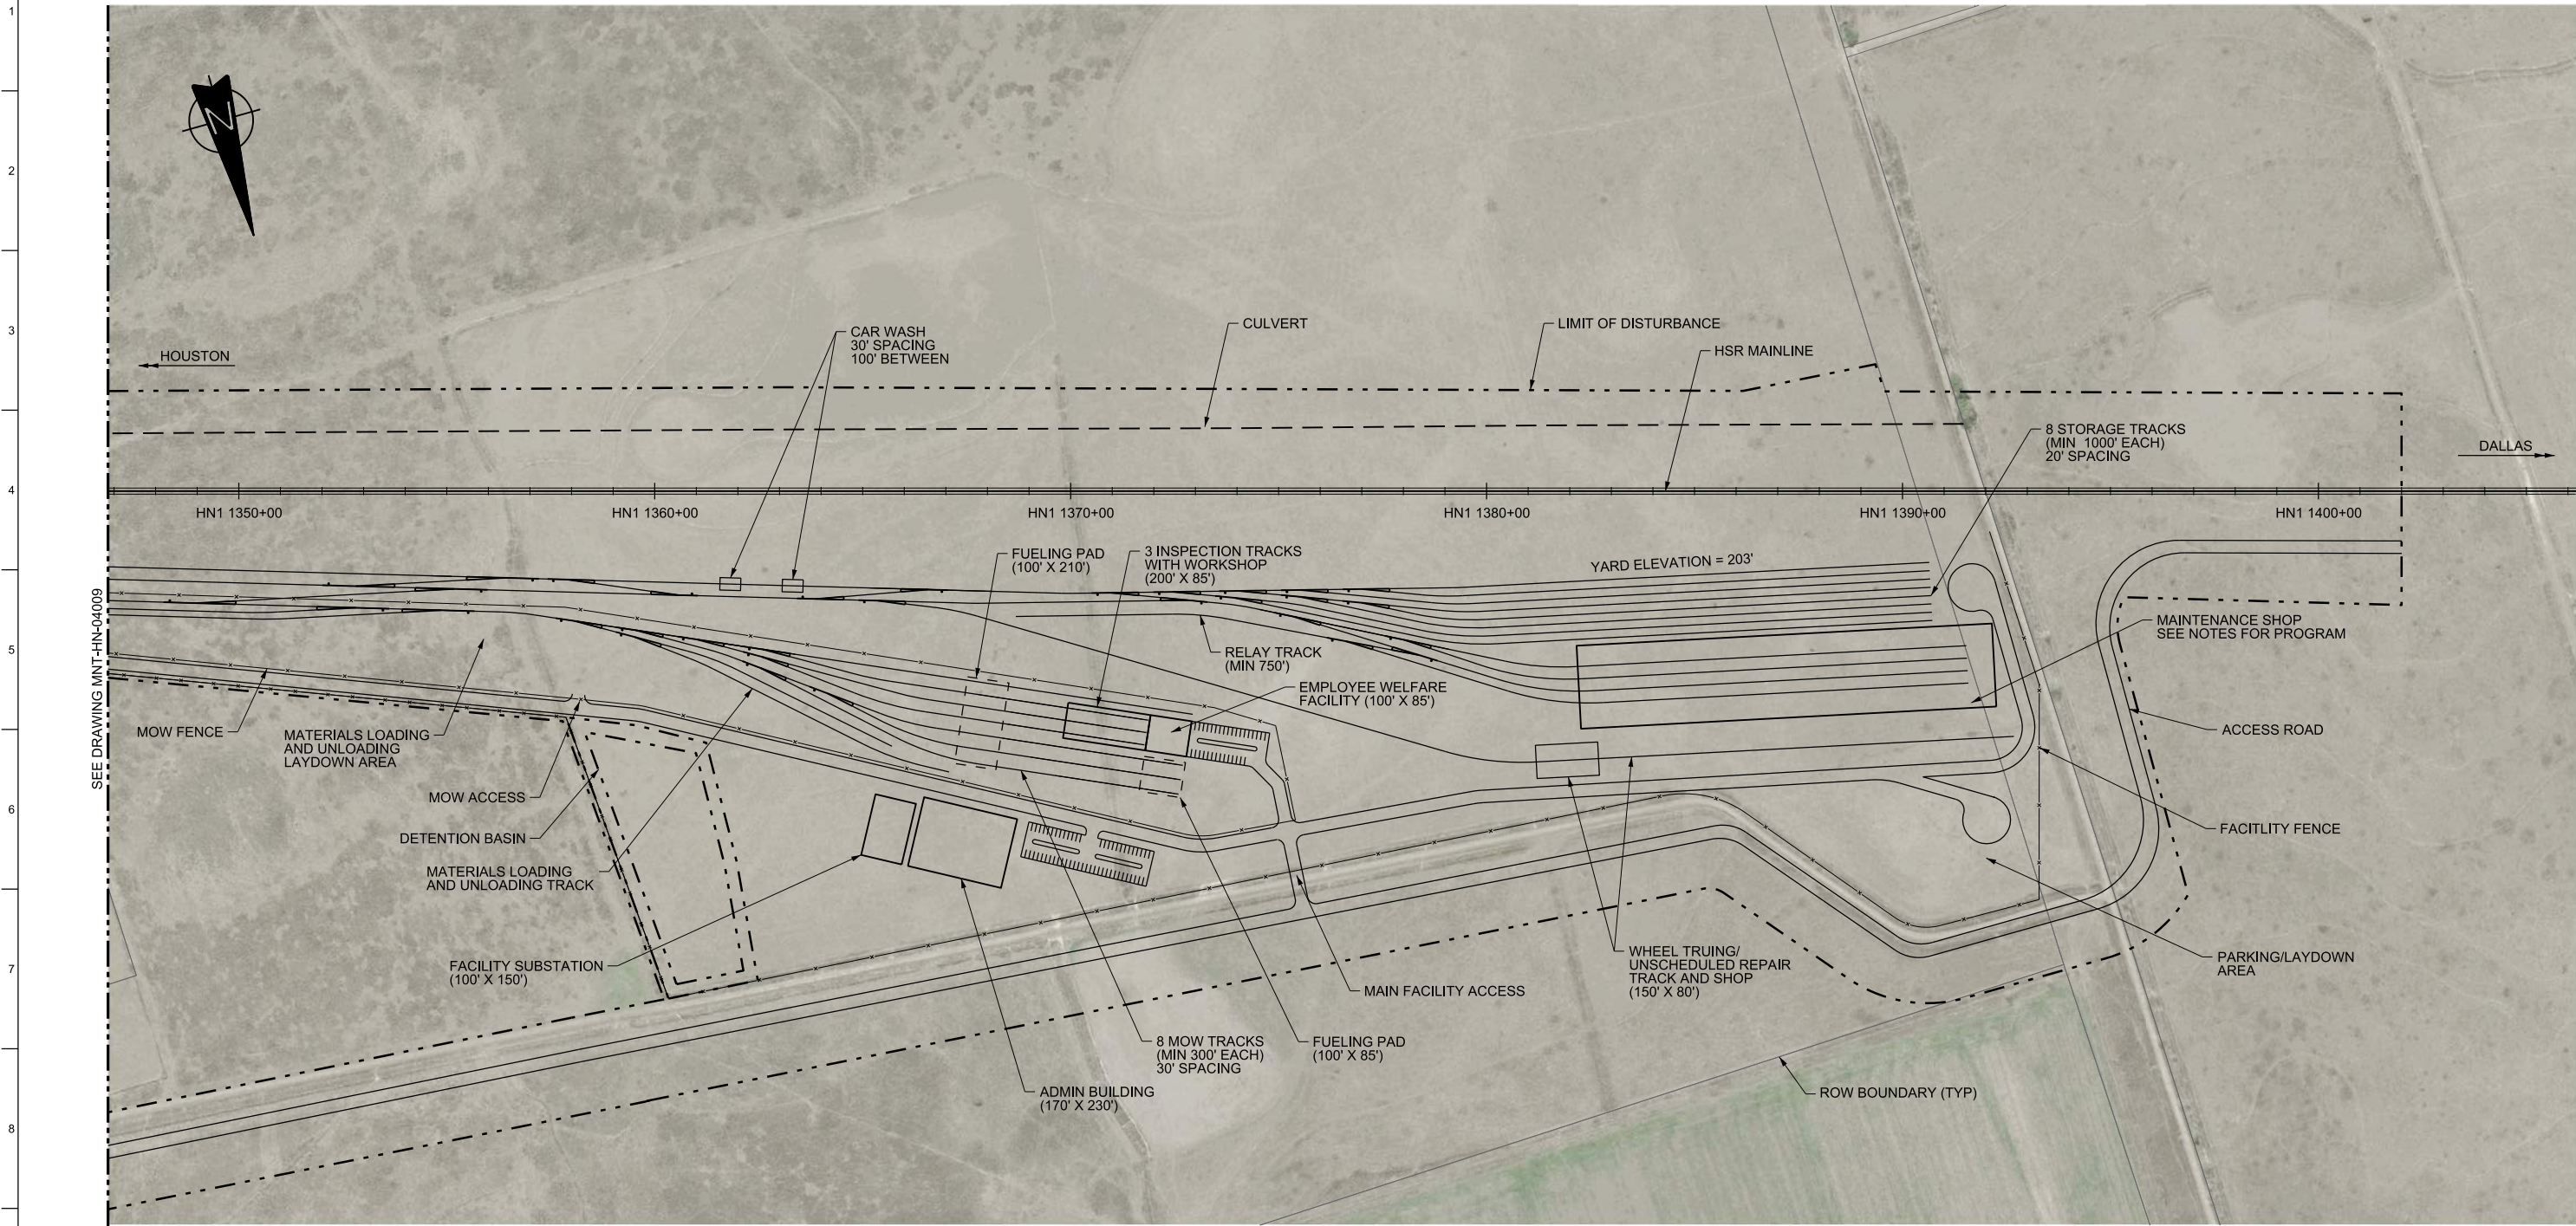 1
2
3
4
5
6
7
8
N
HOUSTON
CAR WASH
30' SPACING
100' BETWEEN
CULVERT
LIMIT OF DISTURBANCE
HSR MAINLINE
8 STORAGE TRACKS
(MIN 1000' EACH)
20' SPACING
DALLAS
HN1 1350+00
HN1 1360+00
HN1 1370+00
HN1 1380+00
HN1 1390+00
HN1 1400+00
SEE DRAWING MNT-HN-04009
FUELING PAD
(100' X 210')
3 INSPECTION TRACKS
WITH WORKSHOP
(200' X 85')
YARD ELEVATION = 203'
RELAY TRACK
(MIN 750')
EMPLOYEE WELFARE
FACILITY (100' X 85')
MAINTENANCE SHOP
SEE NOTES FOR PROGRAM
MOW FENCE
MATERIALS LOADING
AND UNLOADING
LAYDOWN AREA
ACCESS ROAD
MOW ACCESS
DETENTION BASIN
FACITLITY FENCE
MATERIALS LOADING
AND UNLOADING TRACK
FACILITY SUBSTATION
(100' X 150')
WHEEL TRUING/
UNSCHEDULED REPAIR
TRACK AND SHOP
(150' X 80')
PARKING/LAYDOWN
AREA
MAIN FACILITY ACCESS
8 MOW TRACKS
(MIN 300' EACH)
30' SPACING
FUELING PAD
(100' X 85')
ADMIN BUILDING
(170' X 230')
ROW BOUNDARY (TYP)